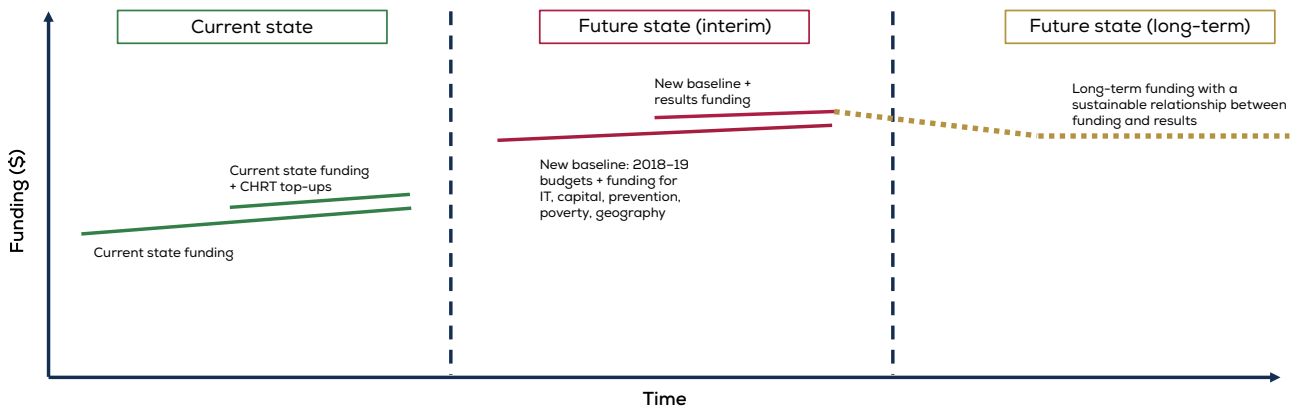 Current state
Future state (interim)
Future state (long-term)
Funding ($)
Current state funding
+ CHRT top-ups
Current state funding
New baseline +
results funding
New baseline: 2018–19
budgets + funding for
IT, capital, prevention,
poverty, geography
Long-term funding with a
sustainable relationship between
funding and results
Time